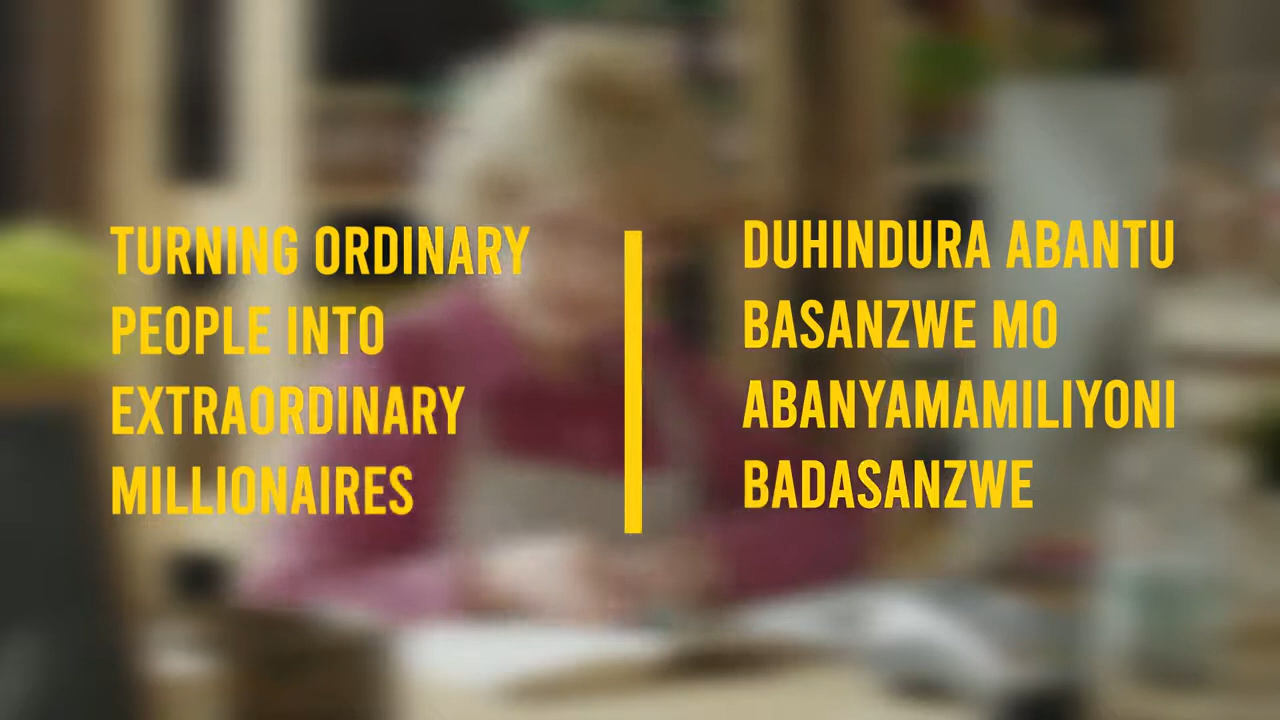 TURNING ORDINARY
PEOPLE INTO
EXTRAORDINARY
MILLIONAIRES
DUHINDURA ABANTU
BASANZWE MO
ABANYAMAMILIYONI
BADASANZWE